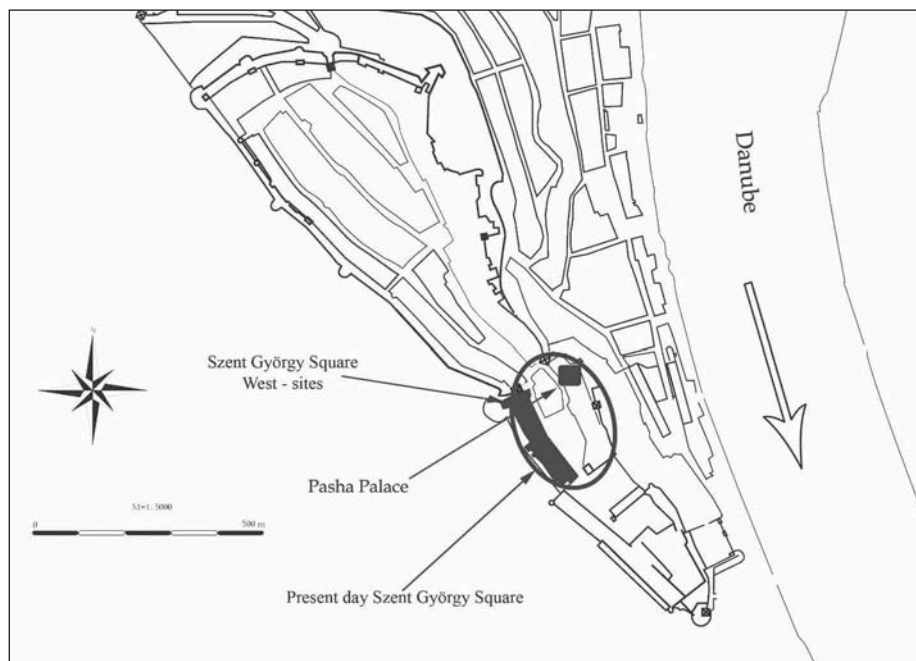 Danube
N
Szent György Square
West - sites
Pasha Palace
M=1: 5000
0
500 m
Present day Szent György Square